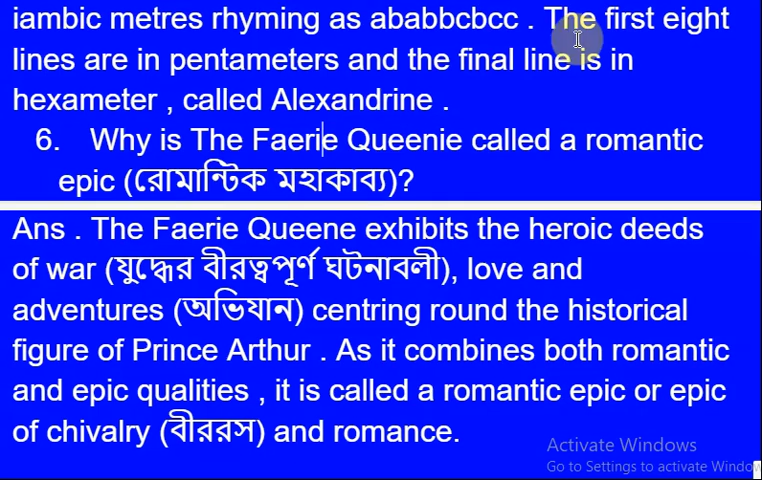 iambic metres rhyming as ababbcbcc . The first eight
lines are in pentameters and the final line is in
hexameter , called Alexandrine .
6. Why is The Faerie Queenie called a romantic
epic (রোমান্টিক মহাকাব্য)?
Ans . The Faerie Queene exhibits the heroic deeds
of war (যুদ্ধের বীরত্বপূর্ণ ঘটনাবলী), love and
adventures (অভিযান) centring round the historical
figure of Prince Arthur . As it combines both romantic
and epic qualities , it is called a romantic epic or epic
of chivalry (বীররস) and romance.
Activate Windows
Go to Settings to activate Window